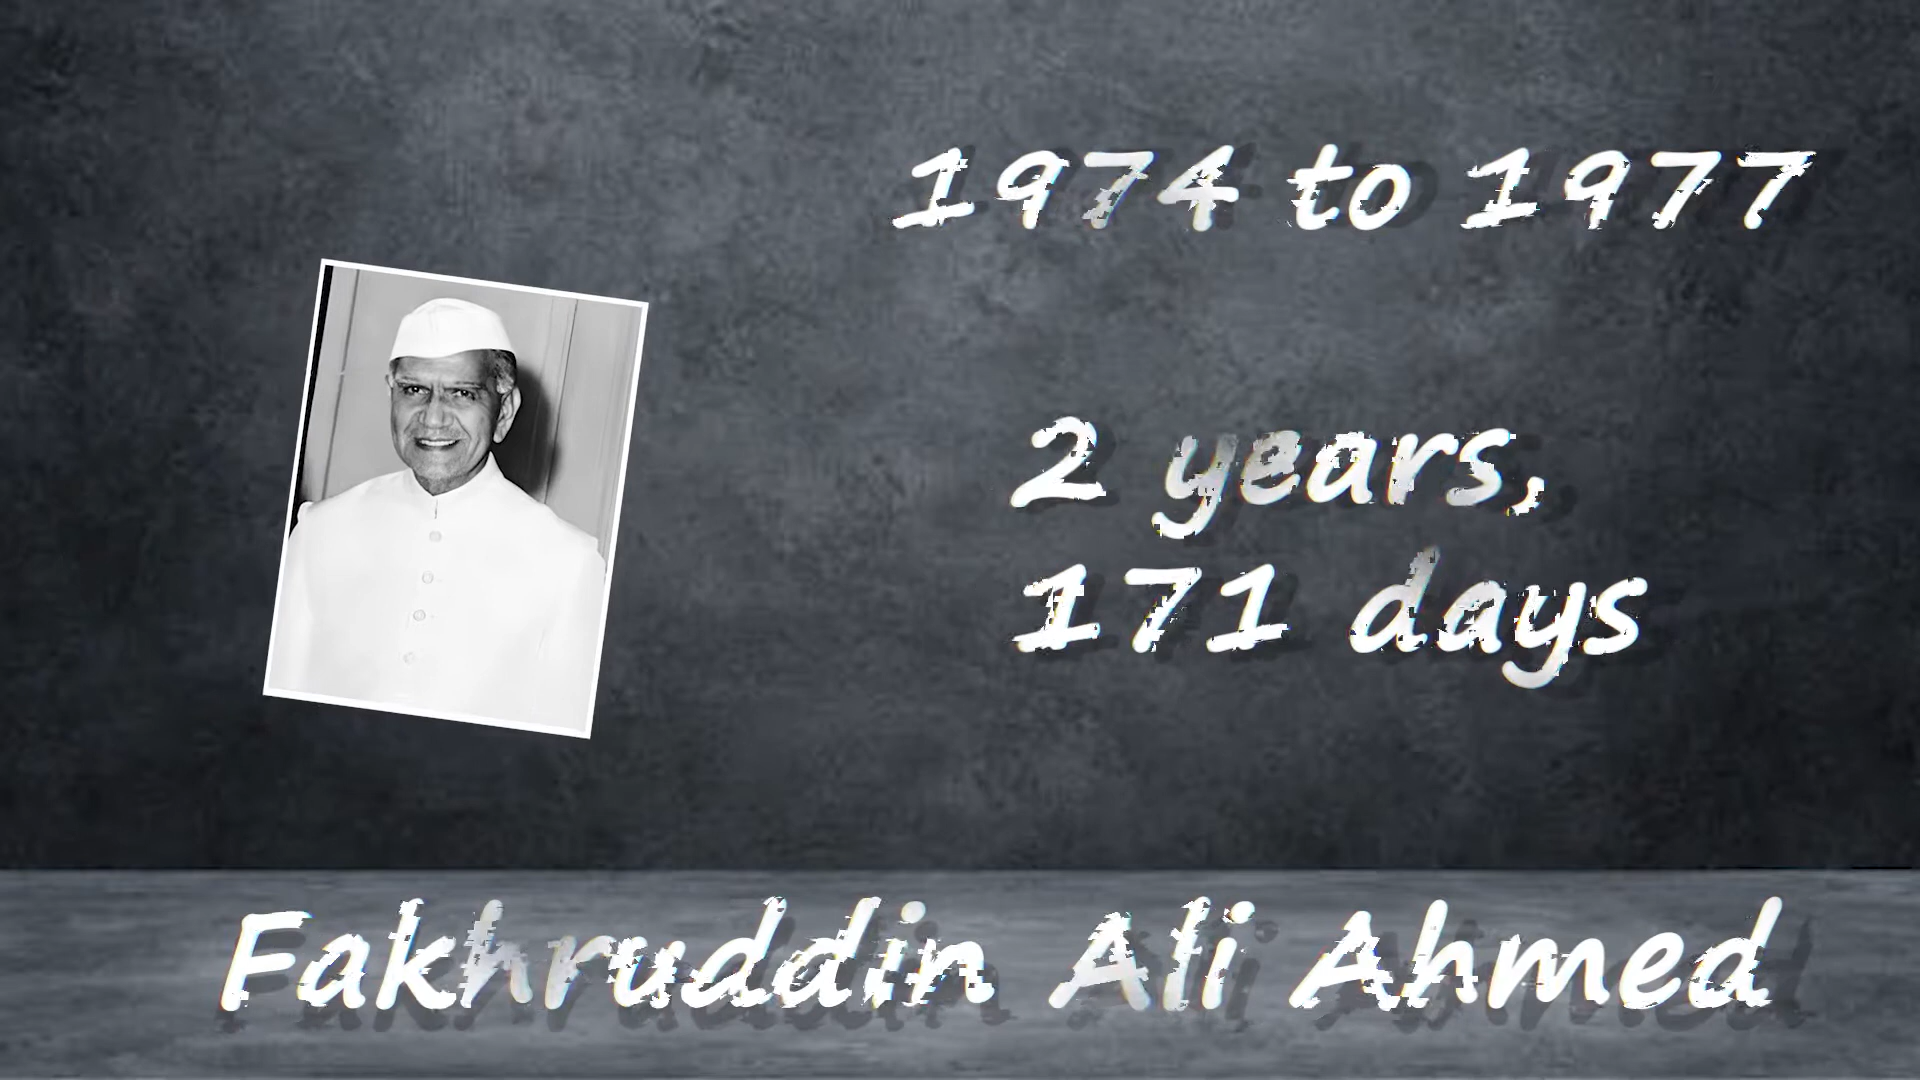 1974 to 1977
2 years,
171 days
Fakhruddin Ali Ahmed